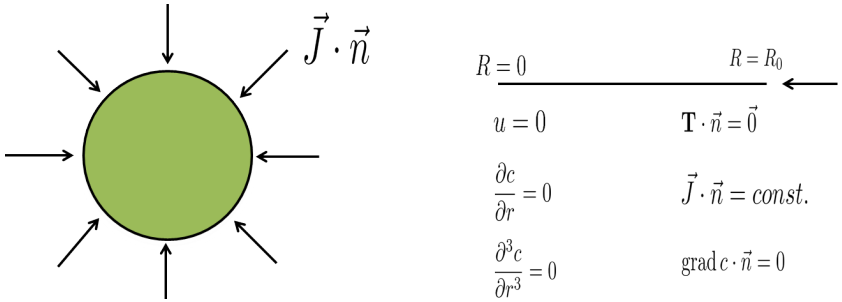 J⃗ · n⃗
R = 0
R = R₀
u = 0
𝐓 · n⃗ = 0⃗
∂c/∂r = 0
J⃗ · n⃗ = const.
∂³c/∂r³ = 0
grad c · n⃗ = 0